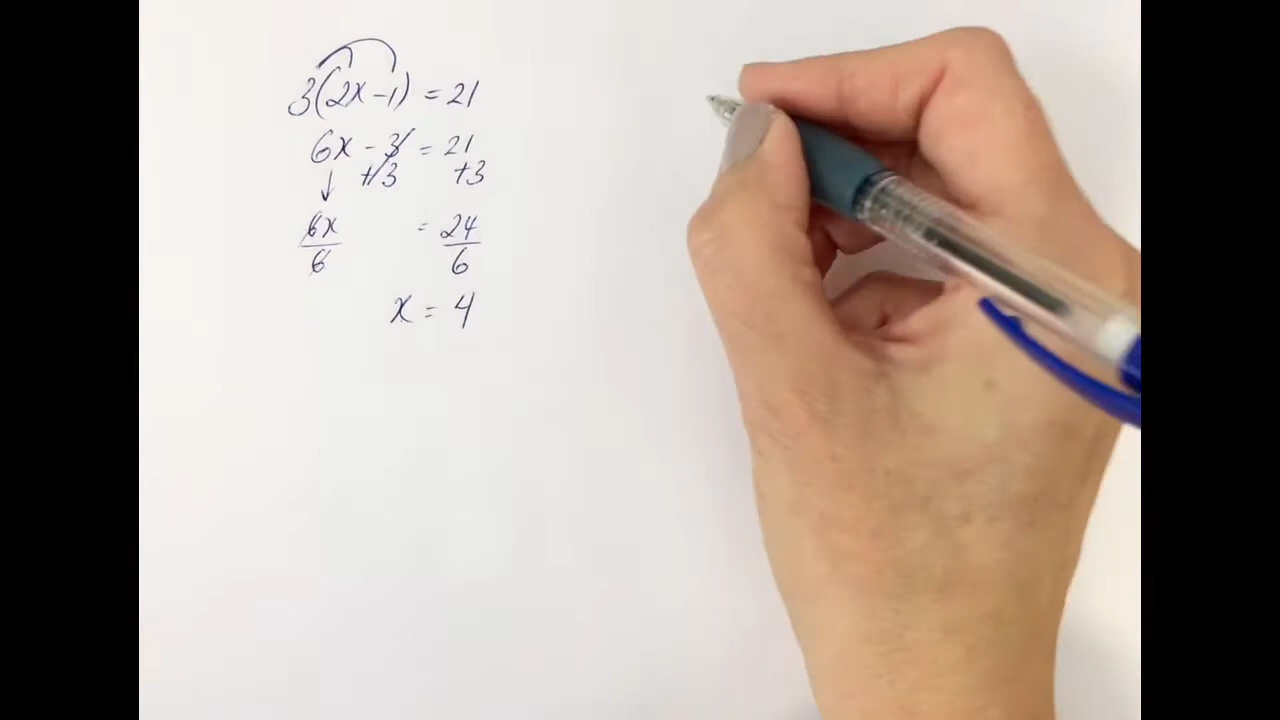 3(2x-1) = 21
6x - 3 = 21
+3 +3
6x = 24
6 6
x = 4